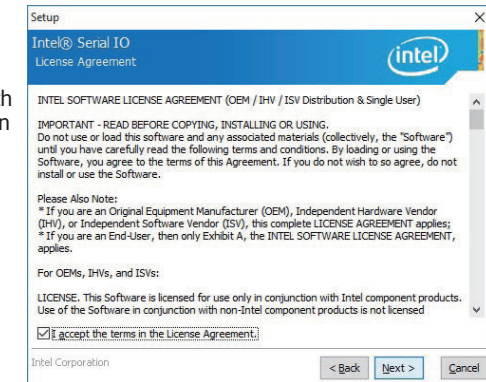 Setup
Intel® Serial IO
License Agreement
intel
INTEL SOFTWARE LICENSE AGREEMENT (OEM / IHV / ISV Distribution & Single User)
IMPORTANT - READ BEFORE COPYING, INSTALLING OR USING.
Do not use or load this software and any associated materials (collectively, the "Software")
until you have carefully read the following terms and conditions. By loading or using the
Software, you agree to the terms of this Agreement. If you do not wish to so agree, do not
install or use the Software.
Please Also Note:
* If you are an Original Equipment Manufacturer (OEM), Independent Hardware Vendor
(IHV), or Independent Software Vendor (ISV), this complete LICENSE AGREEMENT applies;
* If you are an End-User, then only Exhibit A, the INTEL SOFTWARE LICENSE AGREEMENT,
applies.
For OEMs, IHVs, and ISVs:
LICENSE. This Software is licensed for use only in conjunction with Intel component products.
Use of the Software in conjunction with non-Intel component products is not licensed
I accept the terms in the License Agreement.
Intel Corporation
< Back
Next >
Cancel